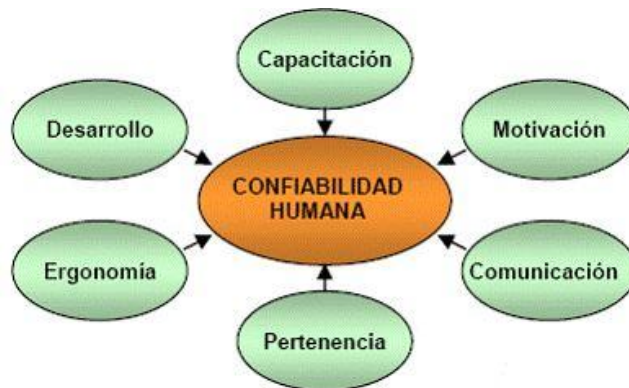 Capacitación
Desarrollo
Motivación
CONFIABILIDAD
HUMANA
Ergonomía
Comunicación
Pertenencia